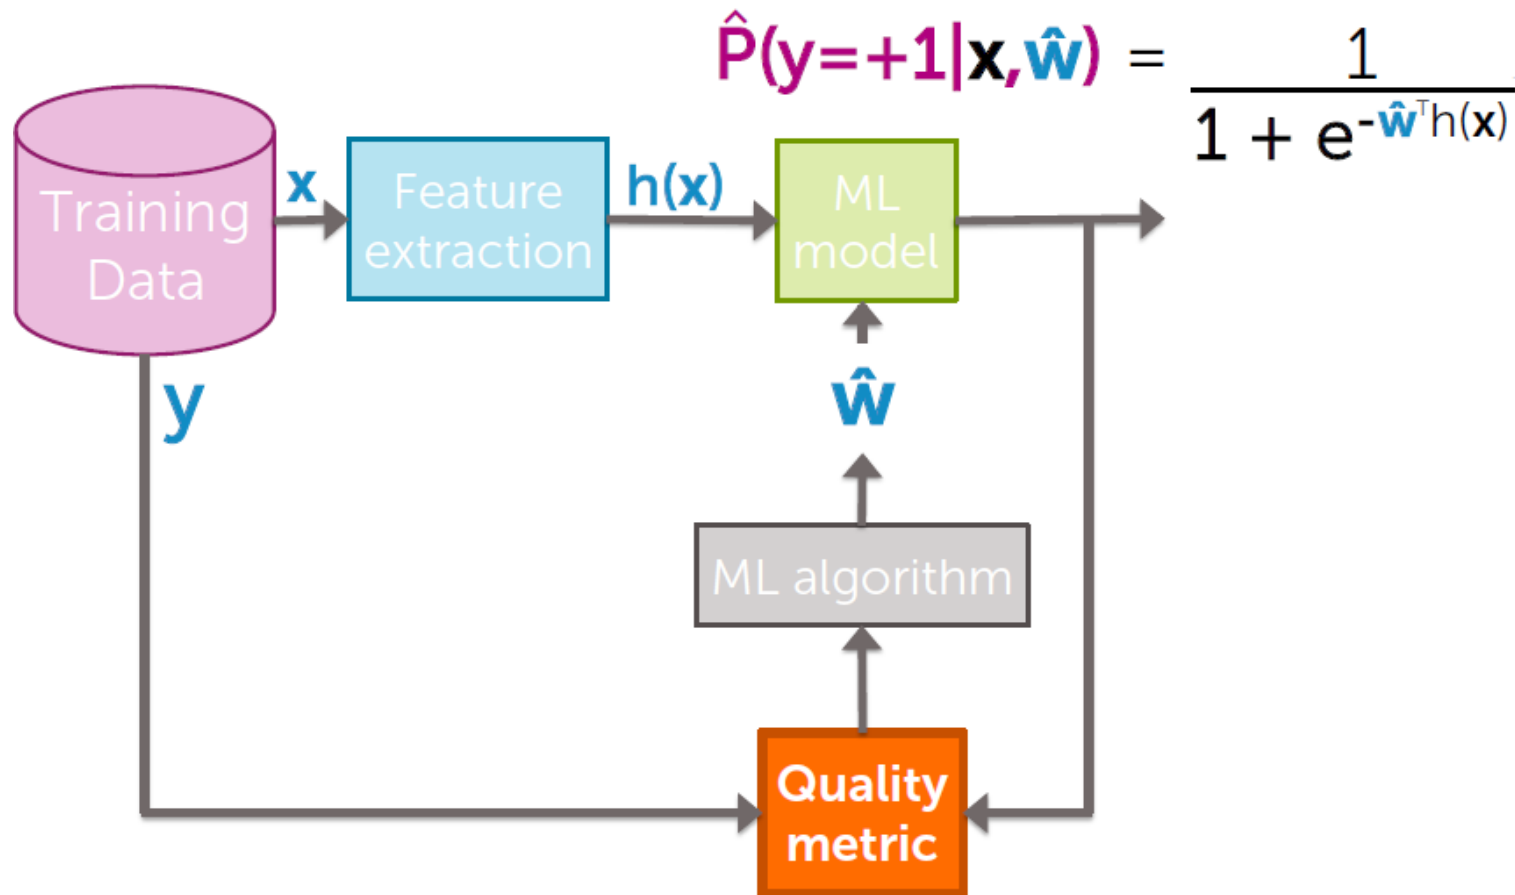 P̂(y=+1|x,ŵ) = 1
1 + e^-ŵᵀh(x)
Training
Data
x
Feature
extraction
h(x)
ML
model
y
ŵ
ML algorithm
Quality
metric